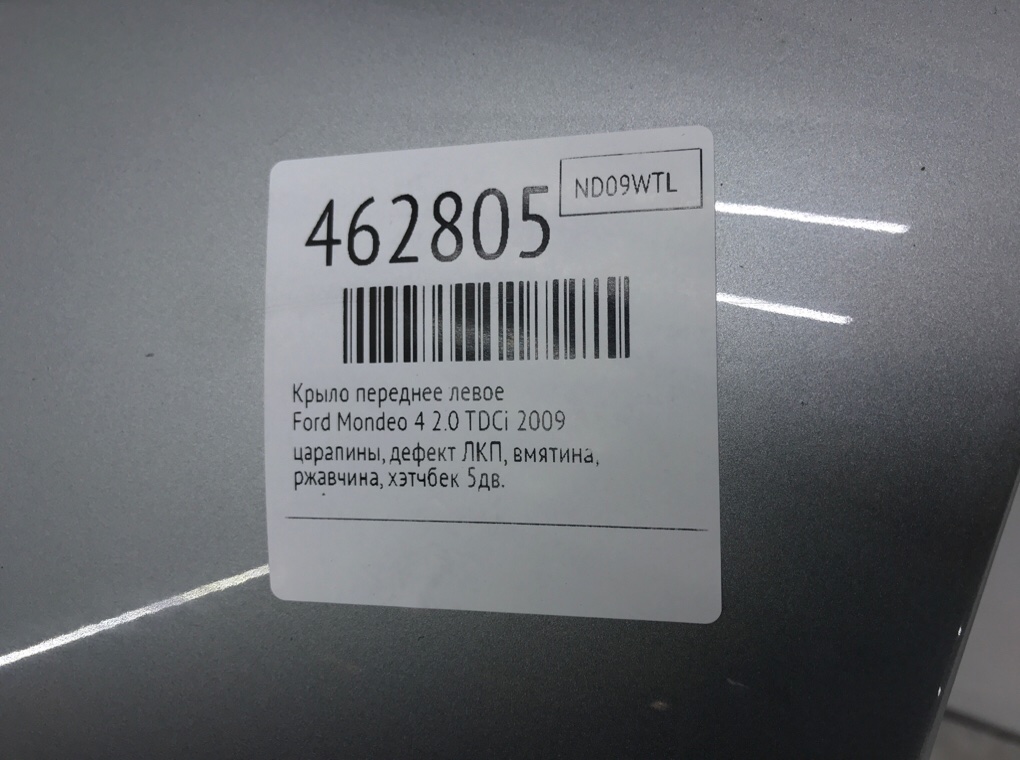 ND09WTL
462805
Крыло переднее левое
Ford Mondeo 4 2.0 TDCi 2009
царапины, дефект ЛКП, вмятина,
ржавчина, хэтчбек 5дв.